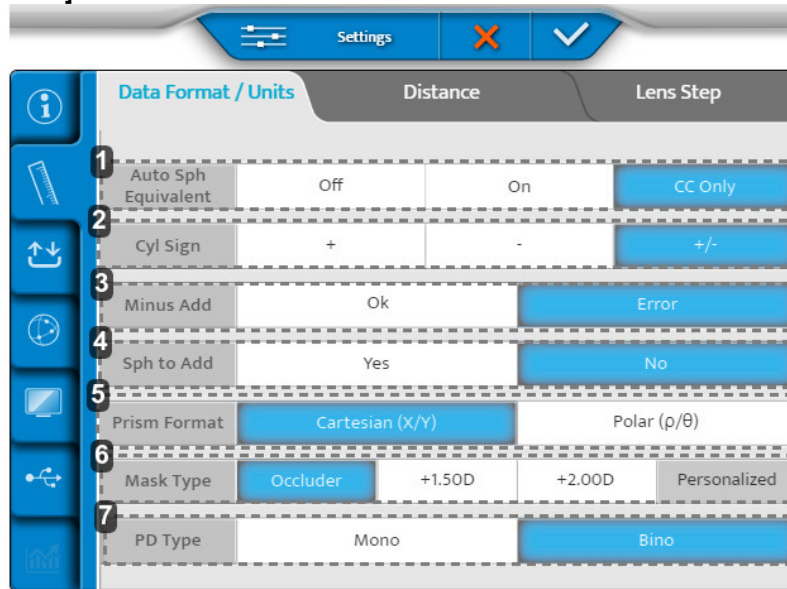 Settings
Data Format / Units Distance Lens Step
1
Auto Sph
Equivalent Off On CC Only
2
Cyl Sign + - +/-
3
Minus Add Ok Error
4
Sph to Add Yes No
5
Prism Format Cartesian (X/Y) Polar (ρ/θ)
6
Mask Type Occluder +1.50D +2.00D Personalized
7
PD Type Mono Bino